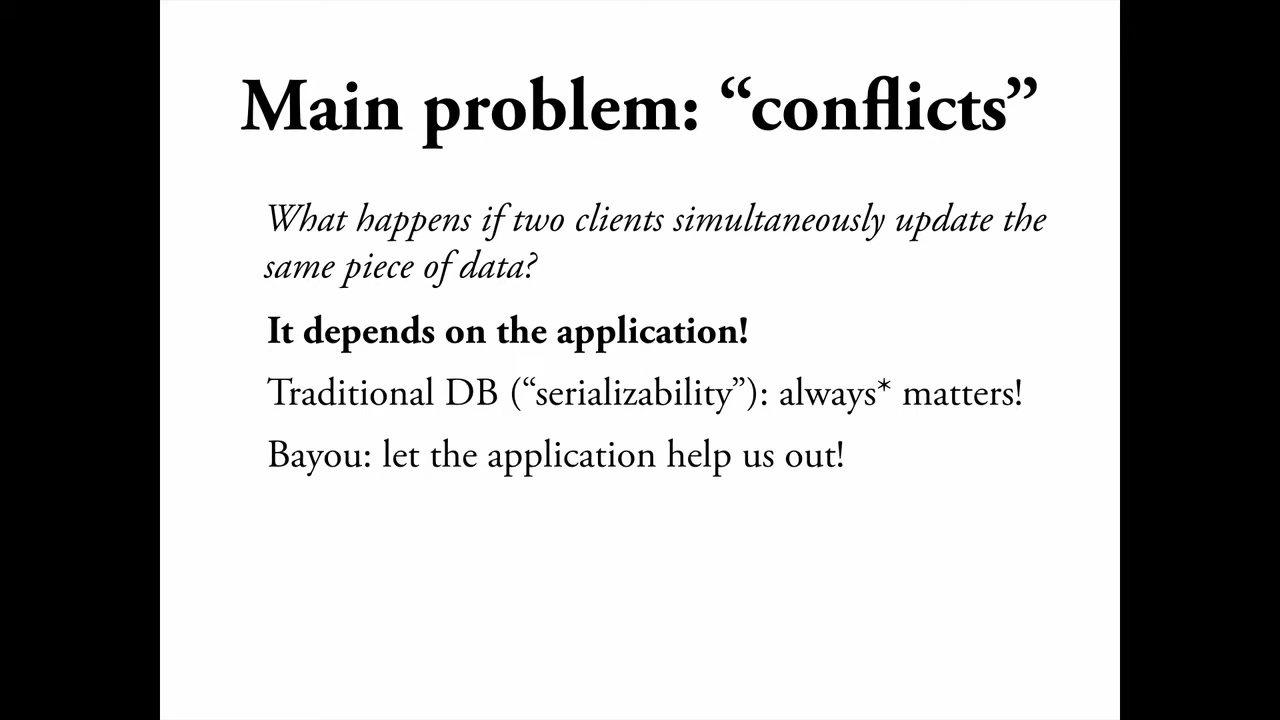 Main problem: “conflicts”
What happens if two clients simultaneously update the
same piece of data?
It depends on the application!
Traditional DB (“serializability”): always* matters!
Bayou: let the application help us out!